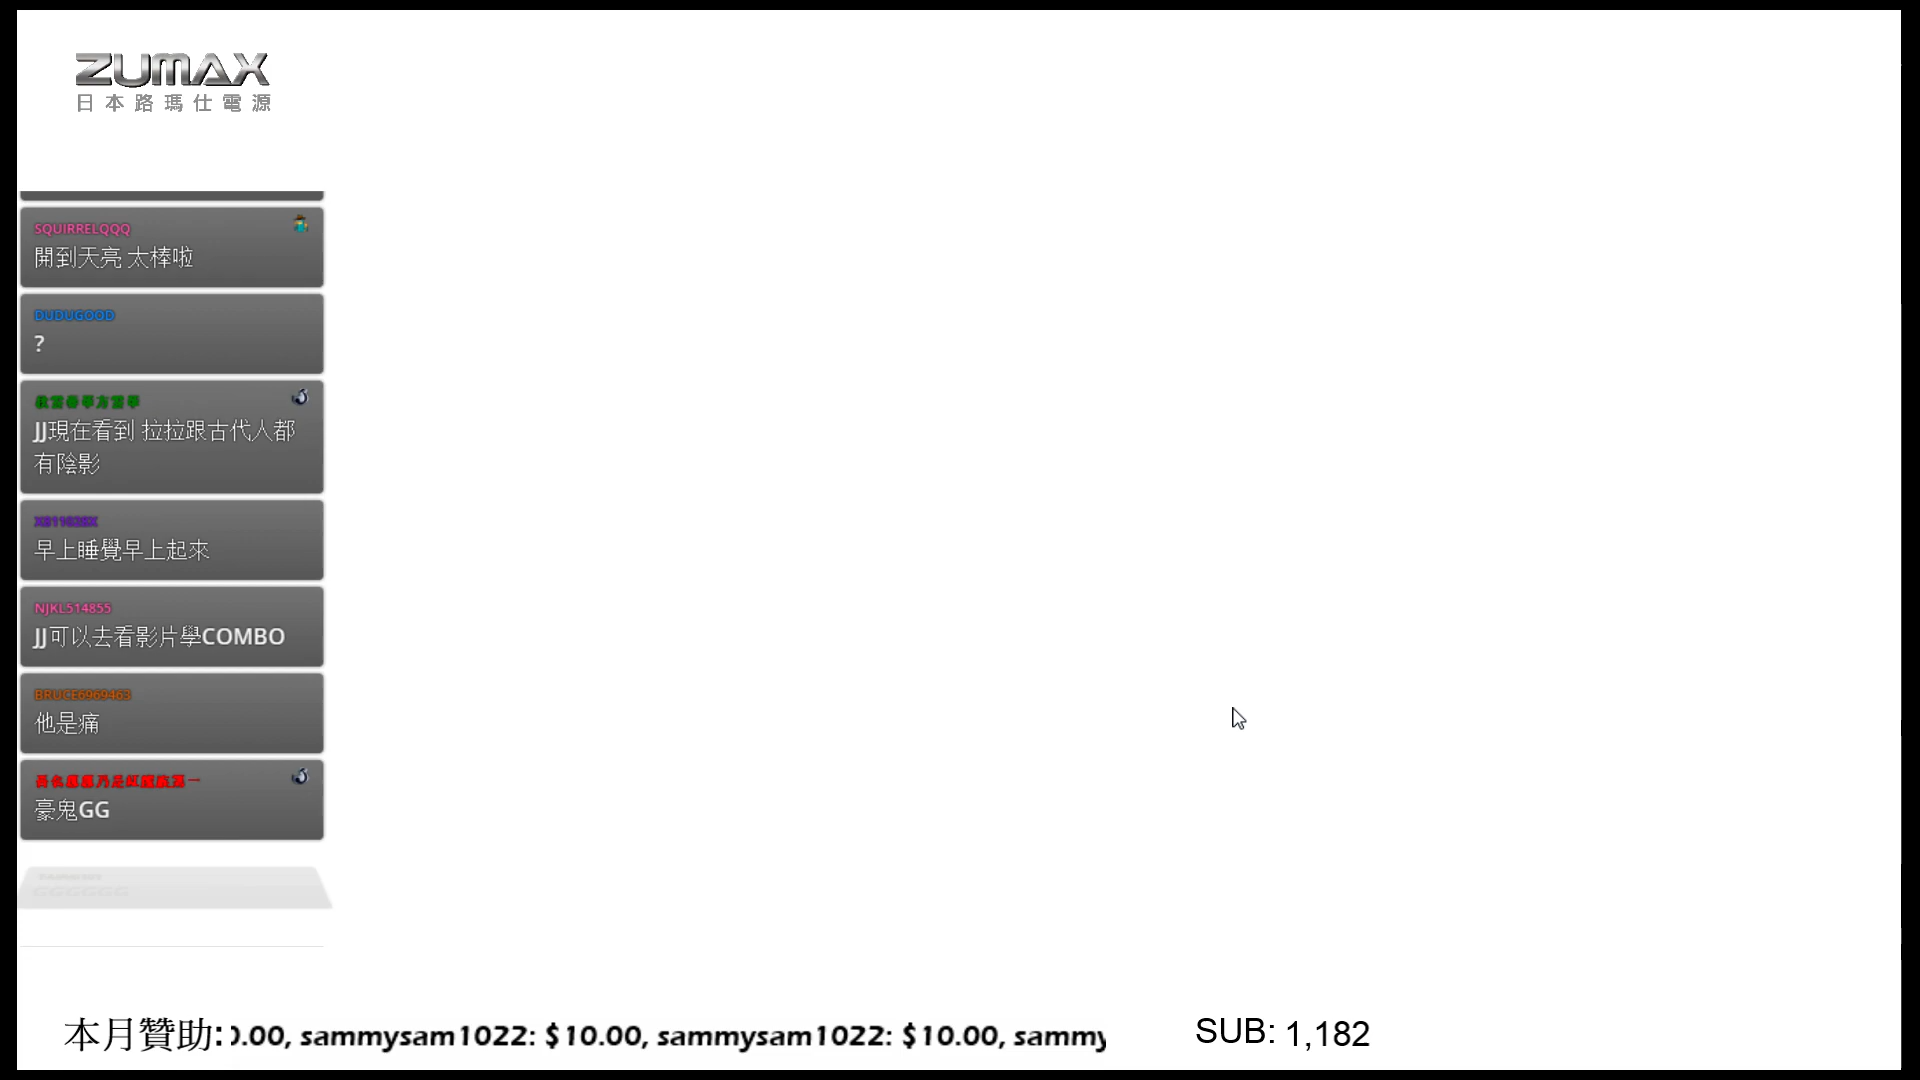 ZUMAX
日本路瑪仕電源
SQUIRRELQQQ
開到天亮 太棒啦
DUDUGOOD
?
JJ現在看到 拉拉跟古代人都
有陰影
早上睡覺早上起來
NJKL514855
JJ可以去看影片學COMBO
BRUCE6969463
他是痛
豪鬼GG
本月贊助: 0.00, sammysam1022: $10.00, sammysam1022: $10.00, sammy
SUB: 1,182